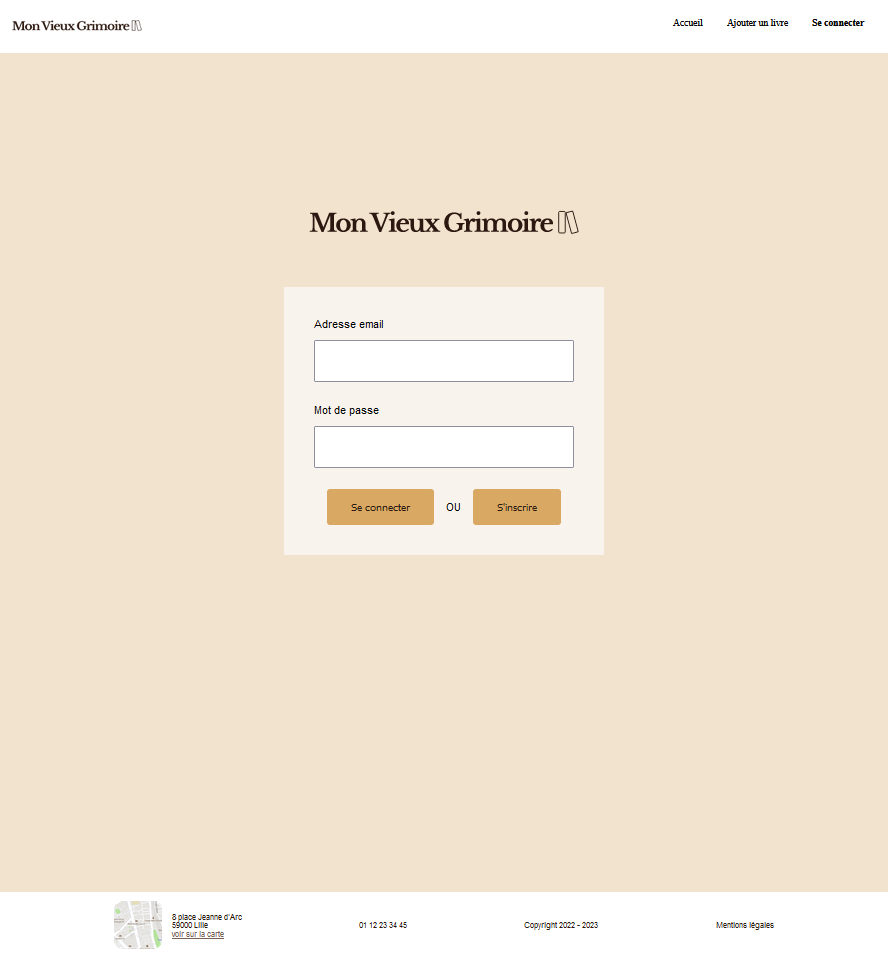 Mon Vieux Grimoire
Accueil
Ajouter un livre
Se connecter
Mon Vieux Grimoire
Adresse email
Mot de passe
Se connecter
OU
S'inscrire
8 place Jeanne d'Arc
59000 Lille
voir sur la carte
01 12 23 34 45
Copyright 2022 - 2023
Mentions légales